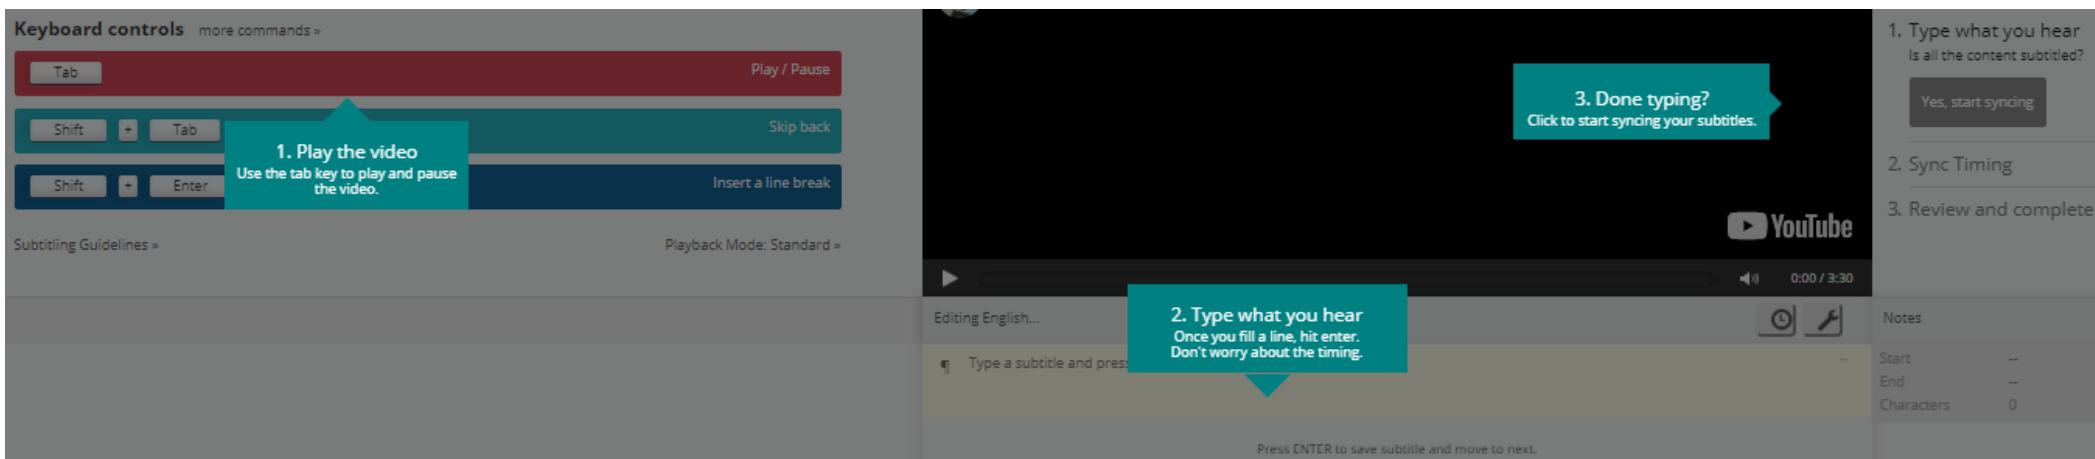 Keyboard controls more commands »
Tab Play / Pause
Shift + Tab Skip back
Shift + Enter Insert a line break
1. Play the video
Use the tab key to play and pause
the video.
Subtitling Guidelines » Playback Mode: Standard »
3. Done typing?
Click to start syncing your subtitles.
YouTube
0:00 / 3:30
Editing English...
2. Type what you hear
Once you fill a line, hit enter.
Don't worry about the timing.
¶ Type a subtitle and press
Press ENTER to save subtitle and move to next.
1. Type what you hear
Is all the content subtitled?
Yes, start syncing
2. Sync Timing
3. Review and complete
Notes
Start --
End --
Characters 0